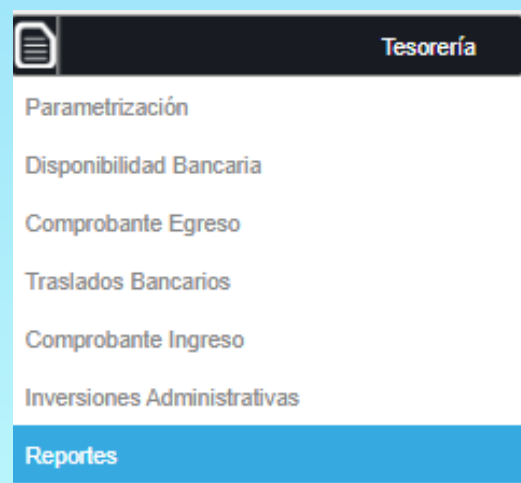 Tesorería
Parametrización
Disponibilidad Bancaria
Comprobante Egreso
Traslados Bancarios
Comprobante Ingreso
Inversiones Administrativas
Reportes